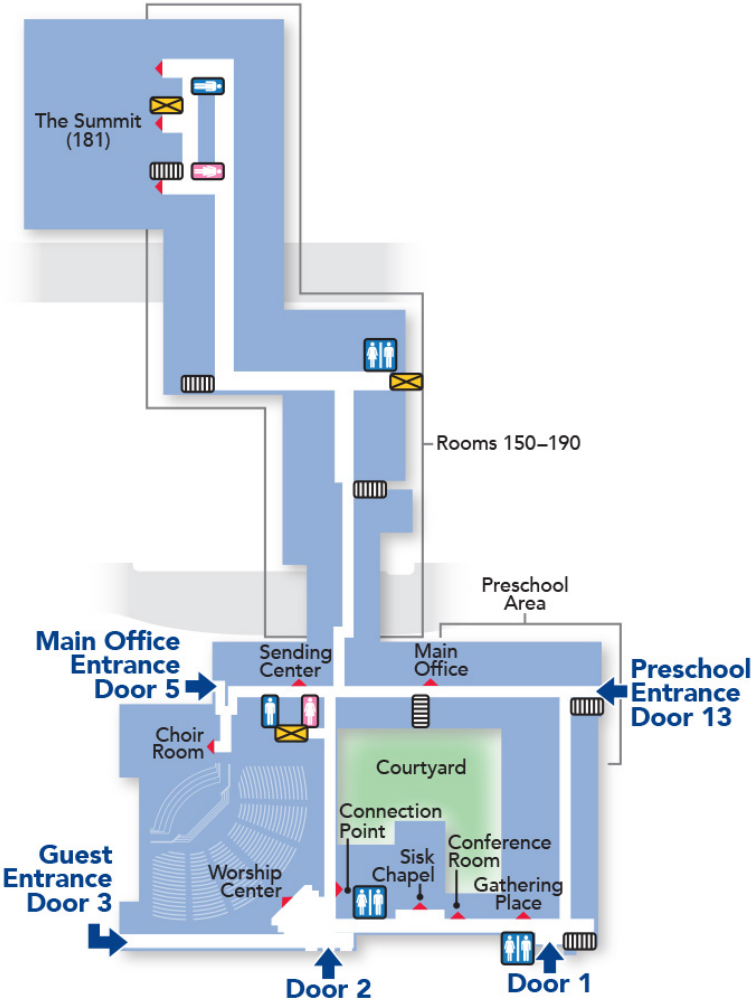 The Summit
(181)
Rooms 150–190
Preschool
Area
Main Office
Entrance
Door 5
Sending
Center
Main
Office
Preschool
Entrance
Door 13
Choir
Room
Courtyard
Connection
Point
Conference
Room
Sisk
Chapel
Gathering
Place
Worship
Center
Guest
Entrance
Door 3
Door 2
Door 1